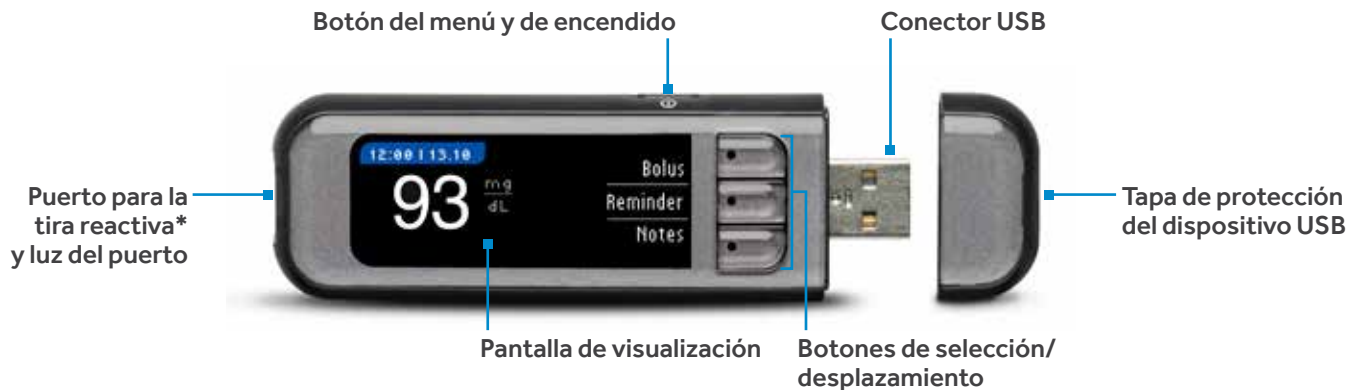 Botón del menú y de encendido
Conector USB
12:00 | 13.10
93 mg/dL
Bolus
Reminder
Notes
Puerto para la
tira reactiva*
y luz del puerto
Tapa de protección
del dispositivo USB
Pantalla de visualización
Botones de selección/
desplazamiento